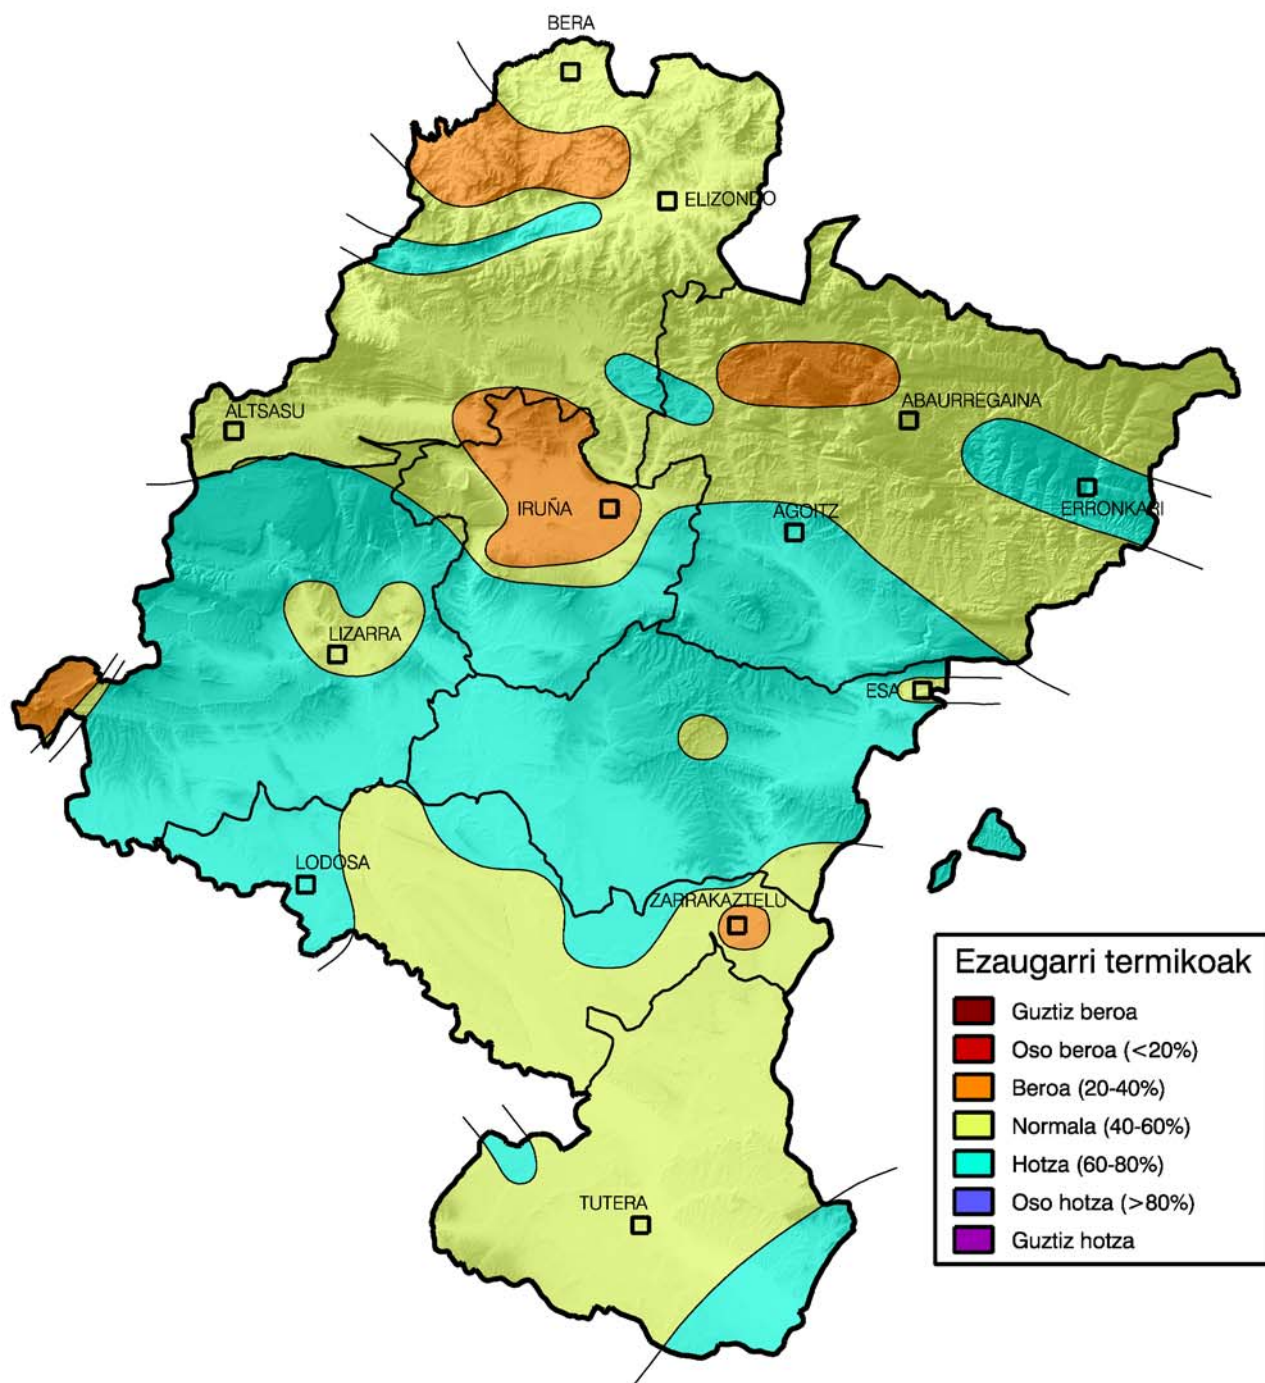 BERA
ELIZONDO
ALTSASU
ABAURREGAINA
IRUÑA
AGOITZ
ERRONKARI
LIZARRA
ESA
LODOSA
ZARRAKAZTELU
TUTERA
Ezaugarri termikoak
Guztiz beroa
Oso beroa (<20%)
Beroa (20-40%)
Normala (40-60%)
Hotza (60-80%)
Oso hotza (>80%)
Guztiz hotza